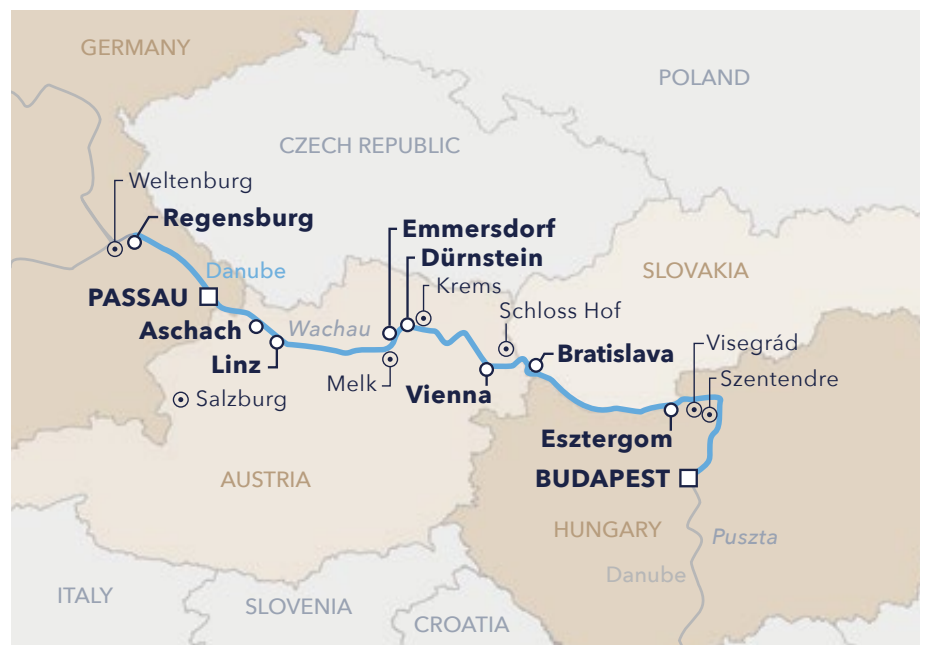 GERMANY
POLAND
CZECH REPUBLIC
Weltenburg
Regensburg
Emmersdorf
Dürnstein
Danube
SLOVAKIA
Krems
PASSAU
Schloss Hof
Aschach
Wachau
Visegrád
Linz
Bratislava
Melk
Szentendre
Vienna
Salzburg
Esztergom
AUSTRIA
BUDAPEST
HUNGARY
Puszta
Danube
ITALY
SLOVENIA
CROATIA